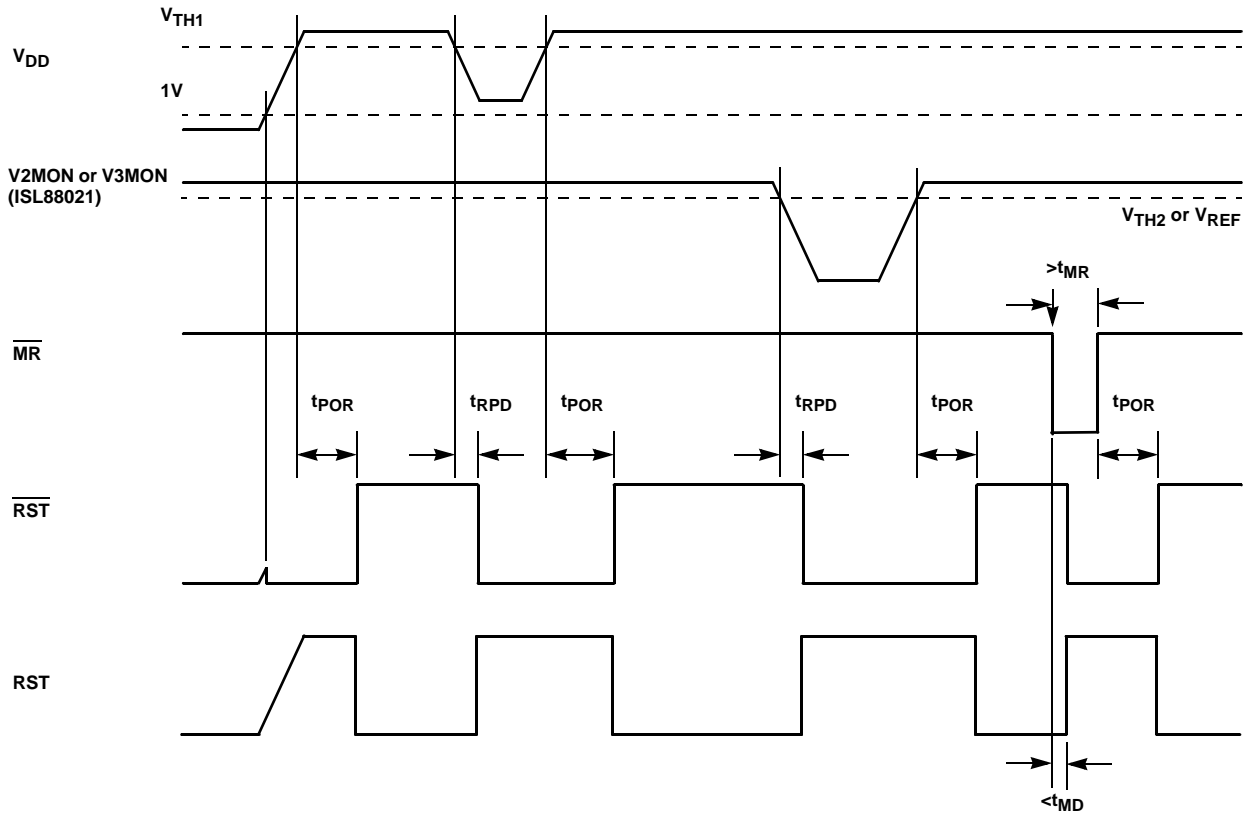 VTH1
VDD
1V
V2MON or V3MON
(ISL88021)
VTH2 or VREF
>tMR
MR
tPOR tRPD tPOR tRPD tPOR tPOR
RST
RST
<tMD